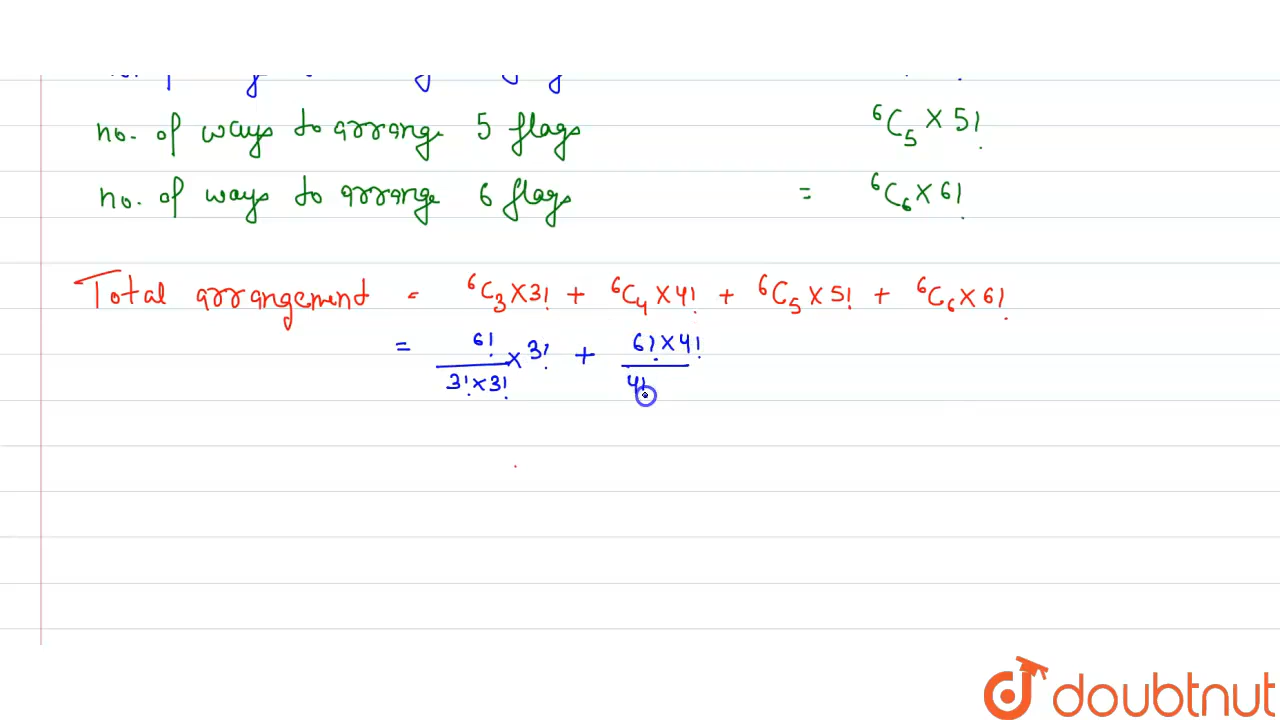 no. of ways to arrange 5 flags ⁶C₅ × 5!
no. of ways to arrange 6 flags = ⁶C₆ × 6!
Total arrangement = ⁶C₃ × 3! + ⁶C₄ × 4! + ⁶C₅ × 5! + ⁶C₆ × 6!
= 6! / (3! × 3!) × 3! + 6! × 4! / 4!
doubtnut